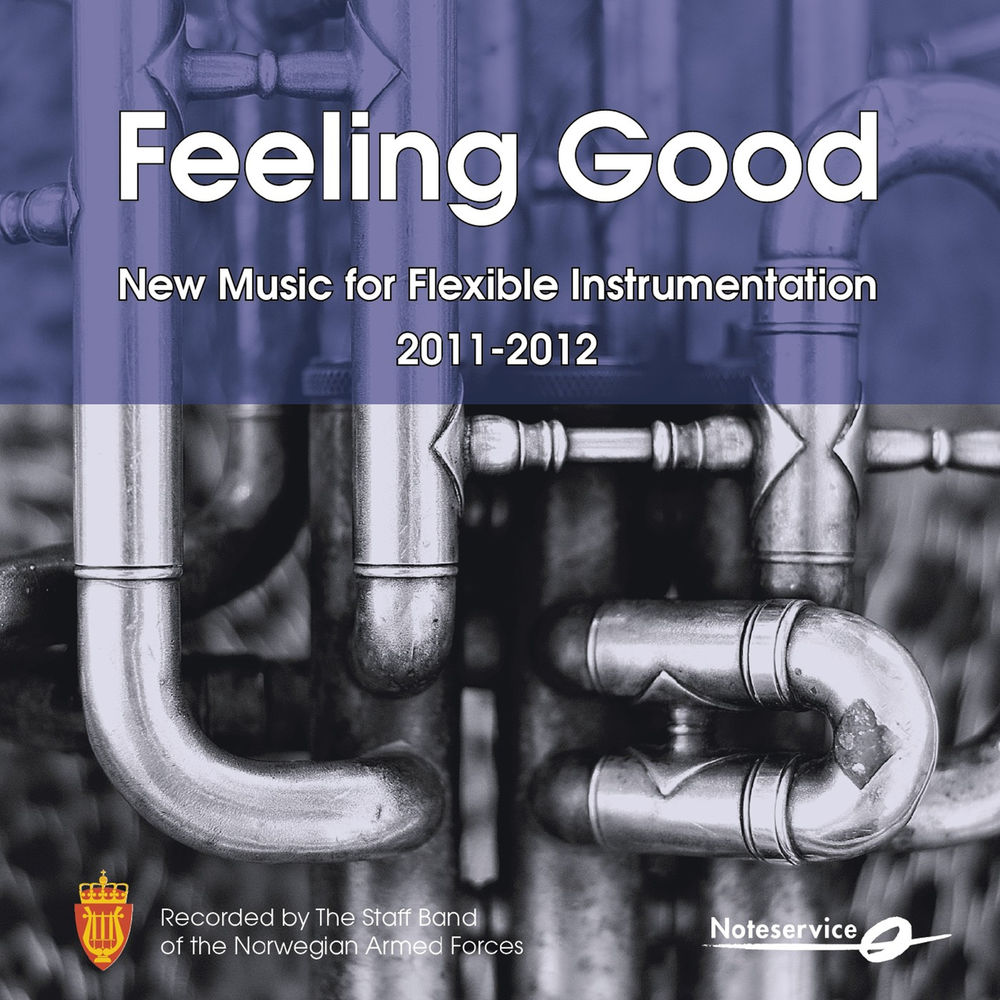 Feeling Good
New Music for Flexible Instrumentation
2011-2012
Recorded by The Staff Band
of the Norwegian Armed Forces
Noteservice